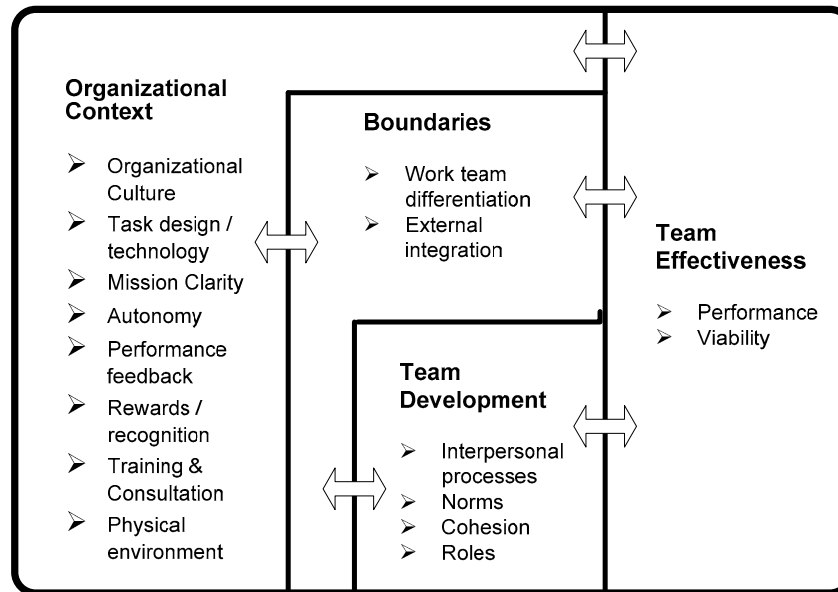 Organizational
Context
Organizational
Culture
Task design /
technology
Mission Clarity
Autonomy
Performance
feedback
Rewards /
recognition
Training &
Consultation
Physical
environment
Boundaries
Work team
differentiation
External
integration
Team
Development
Interpersonal
processes
Norms
Cohesion
Roles
Team
Effectiveness
Performance
Viability